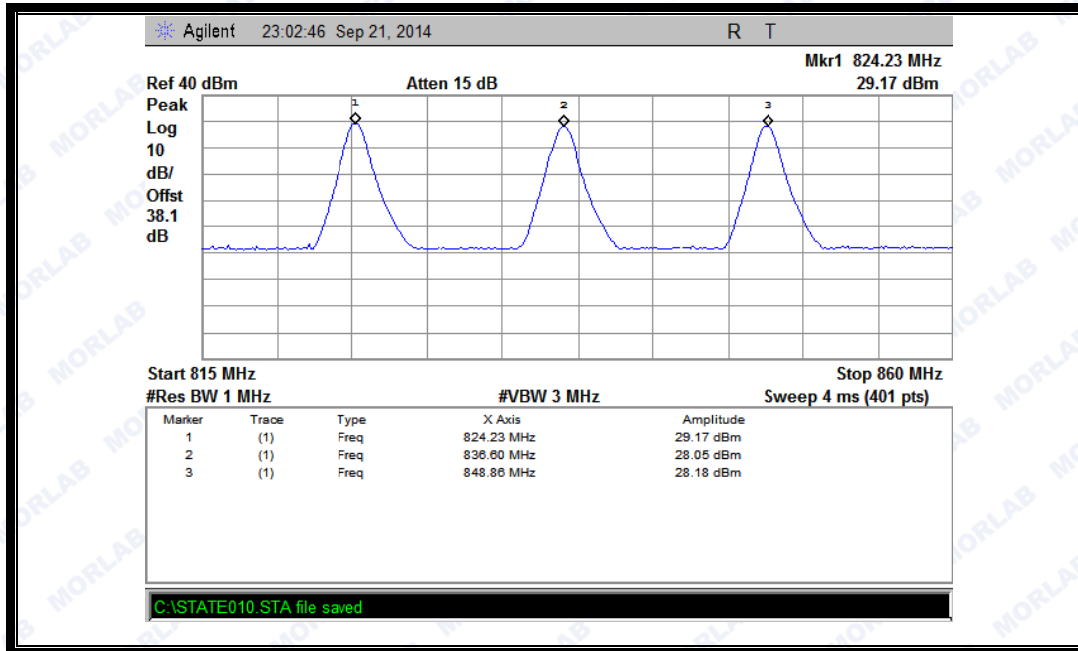 Agilent 23:02:46 Sep 21, 2014 R T
Mkr1 824.23 MHz
Ref 40 dBm Atten 15 dB 29.17 dBm
Peak
Log
10
dB/
Offst
38.1
dB
1 2 3
Start 815 MHz Stop 860 MHz
#Res BW 1 MHz #VBW 3 MHz Sweep 4 ms (401 pts)
Marker Trace Type X Axis Amplitude
1 (1) Freq 824.23 MHz 29.17 dBm
2 (1) Freq 836.60 MHz 28.05 dBm
3 (1) Freq 848.86 MHz 28.18 dBm
C:\STATE010.STA file saved
MORLAB